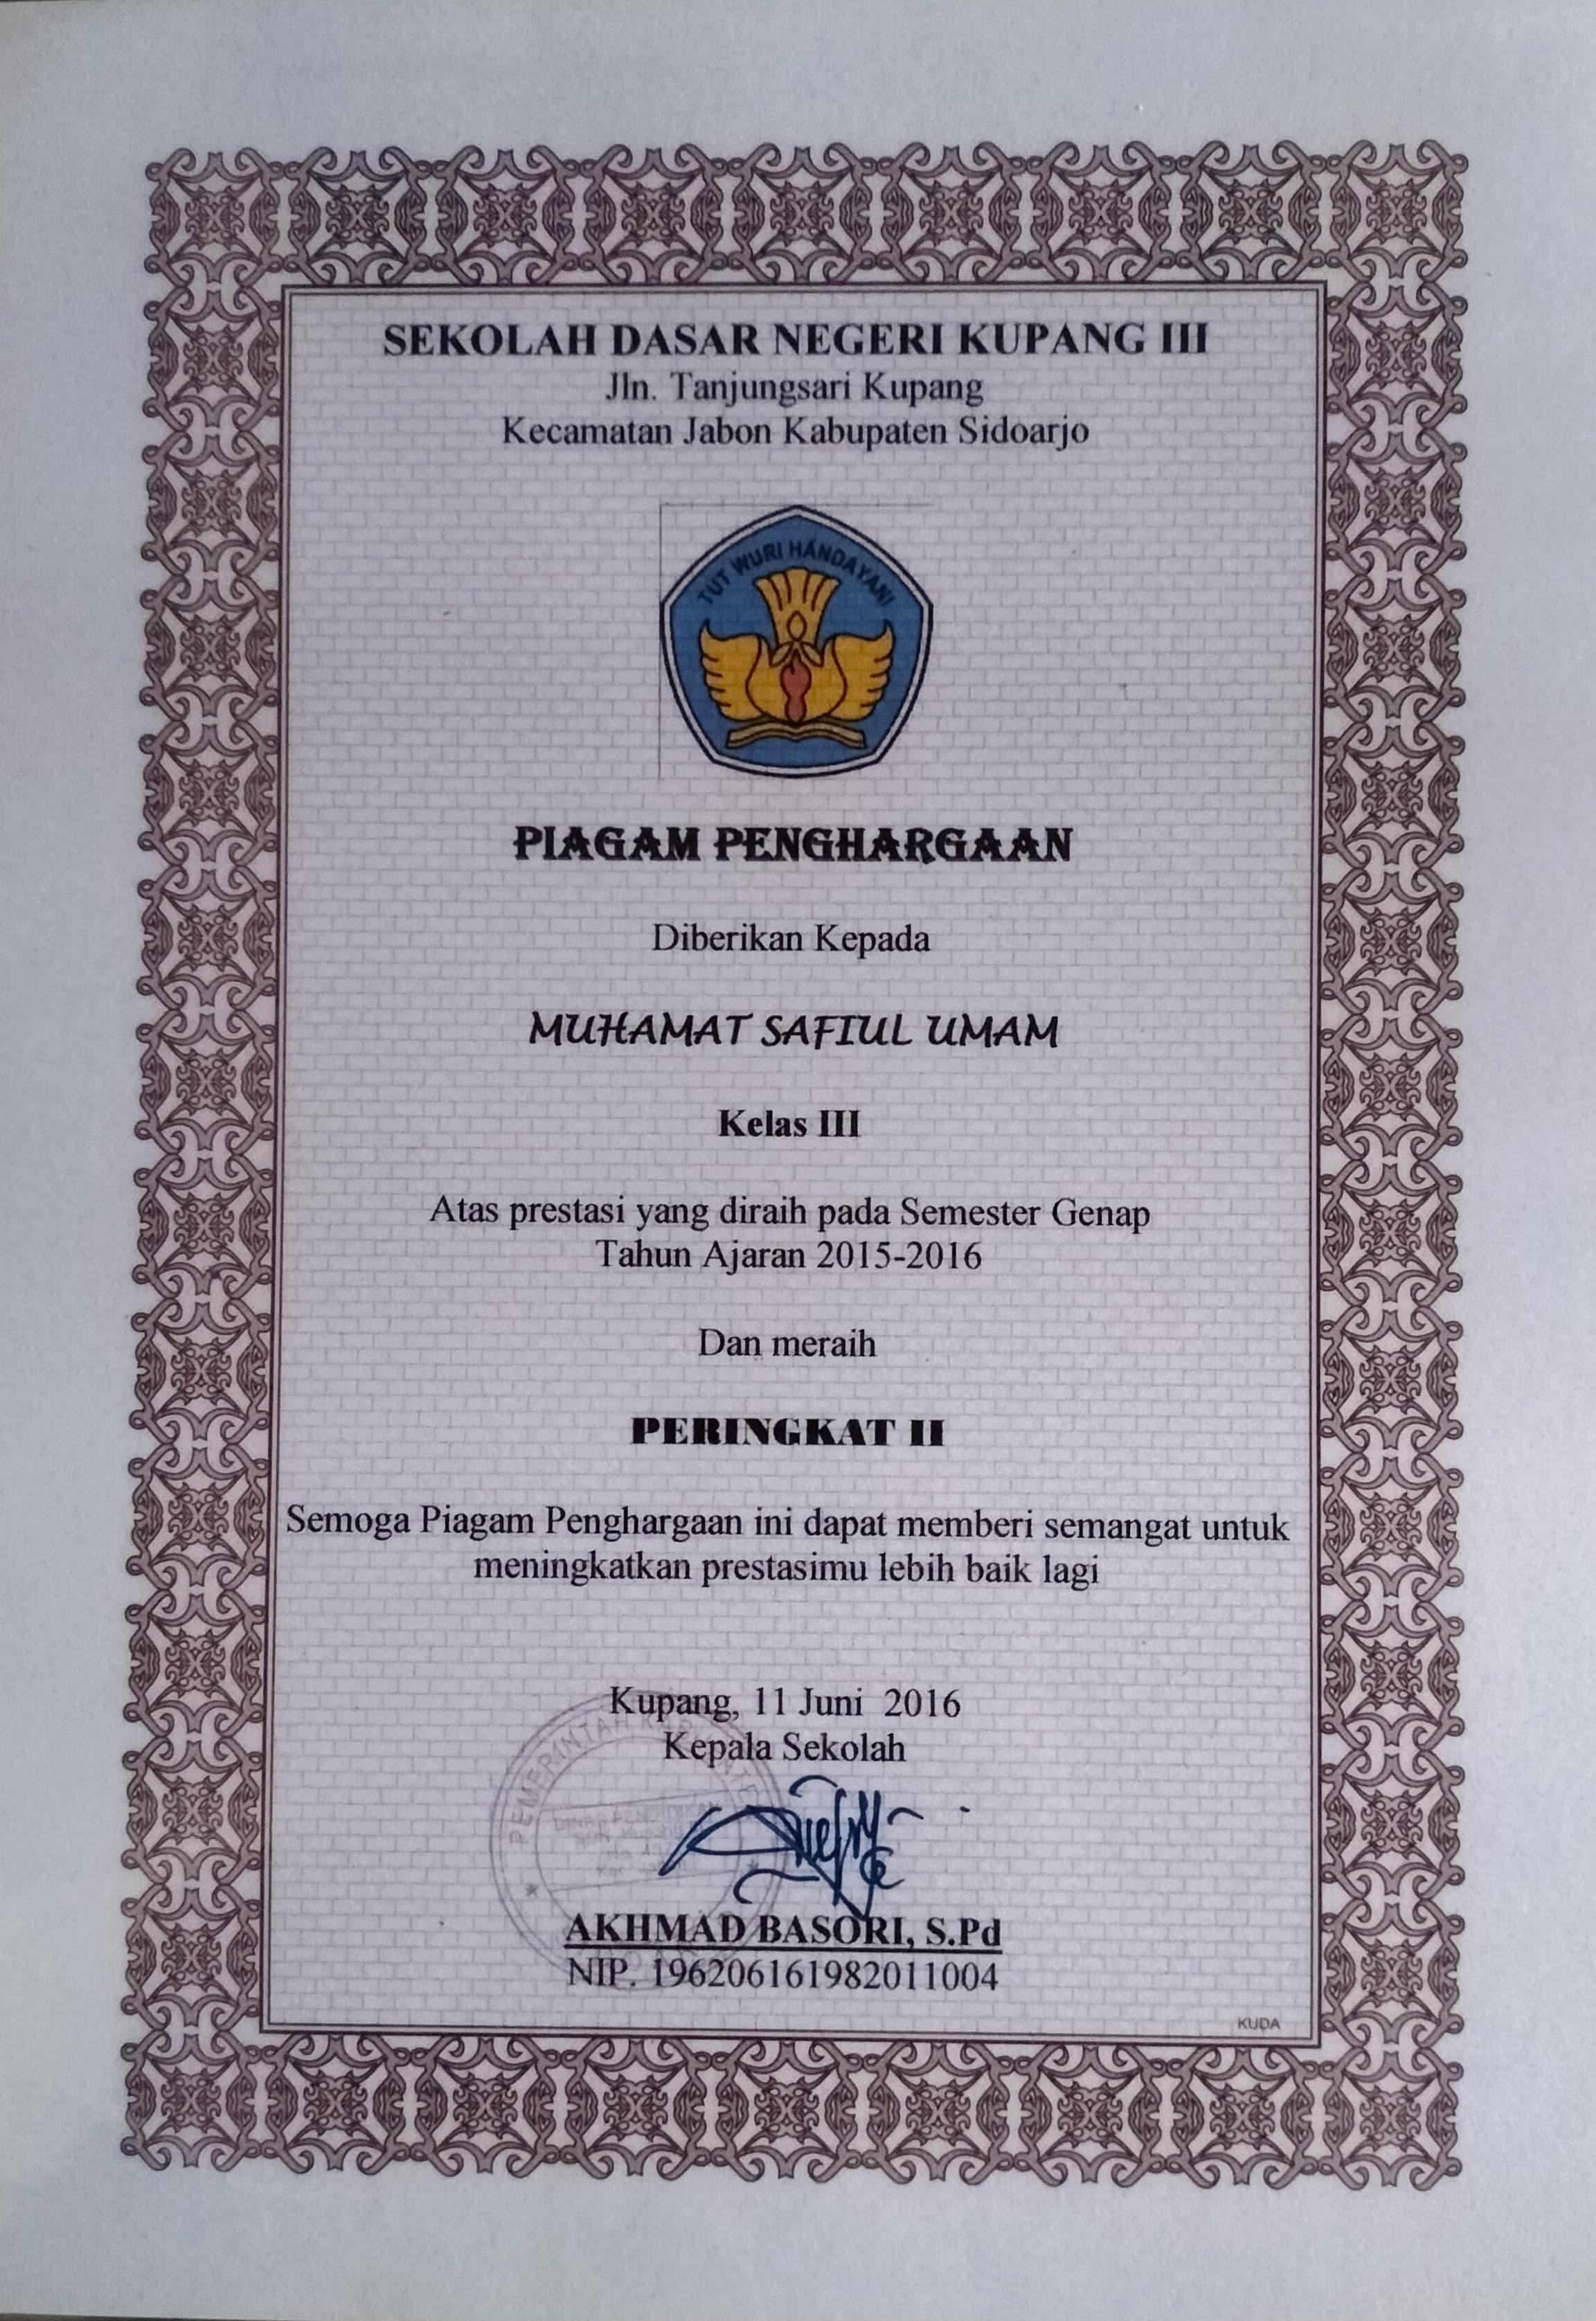 SEKOLAH DASAR NEGERI KUPANG III
Jln. Tanjungsari Kupang
Kecamatan Jabon Kabupaten Sidoarjo
TUT WURI HANDAYANI
PIAGAM PENGHARGAAN
Diberikan Kepada
MUHAMAT SAFIUL UMAM
Kelas III
Atas prestasi yang diraih pada Semester Genap
Tahun Ajaran 2015-2016
Dan meraih
PERINGKAT II
Semoga Piagam Penghargaan ini dapat memberi semangat untuk
meningkatkan prestasimu lebih baik lagi
Kupang, 11 Juni 2016
Kepala Sekolah
PEMERINTAH
DINAS PENDIDIKAN
AKHMAD BASORI, S.Pd
NIP. 196206161982011004
KUDA